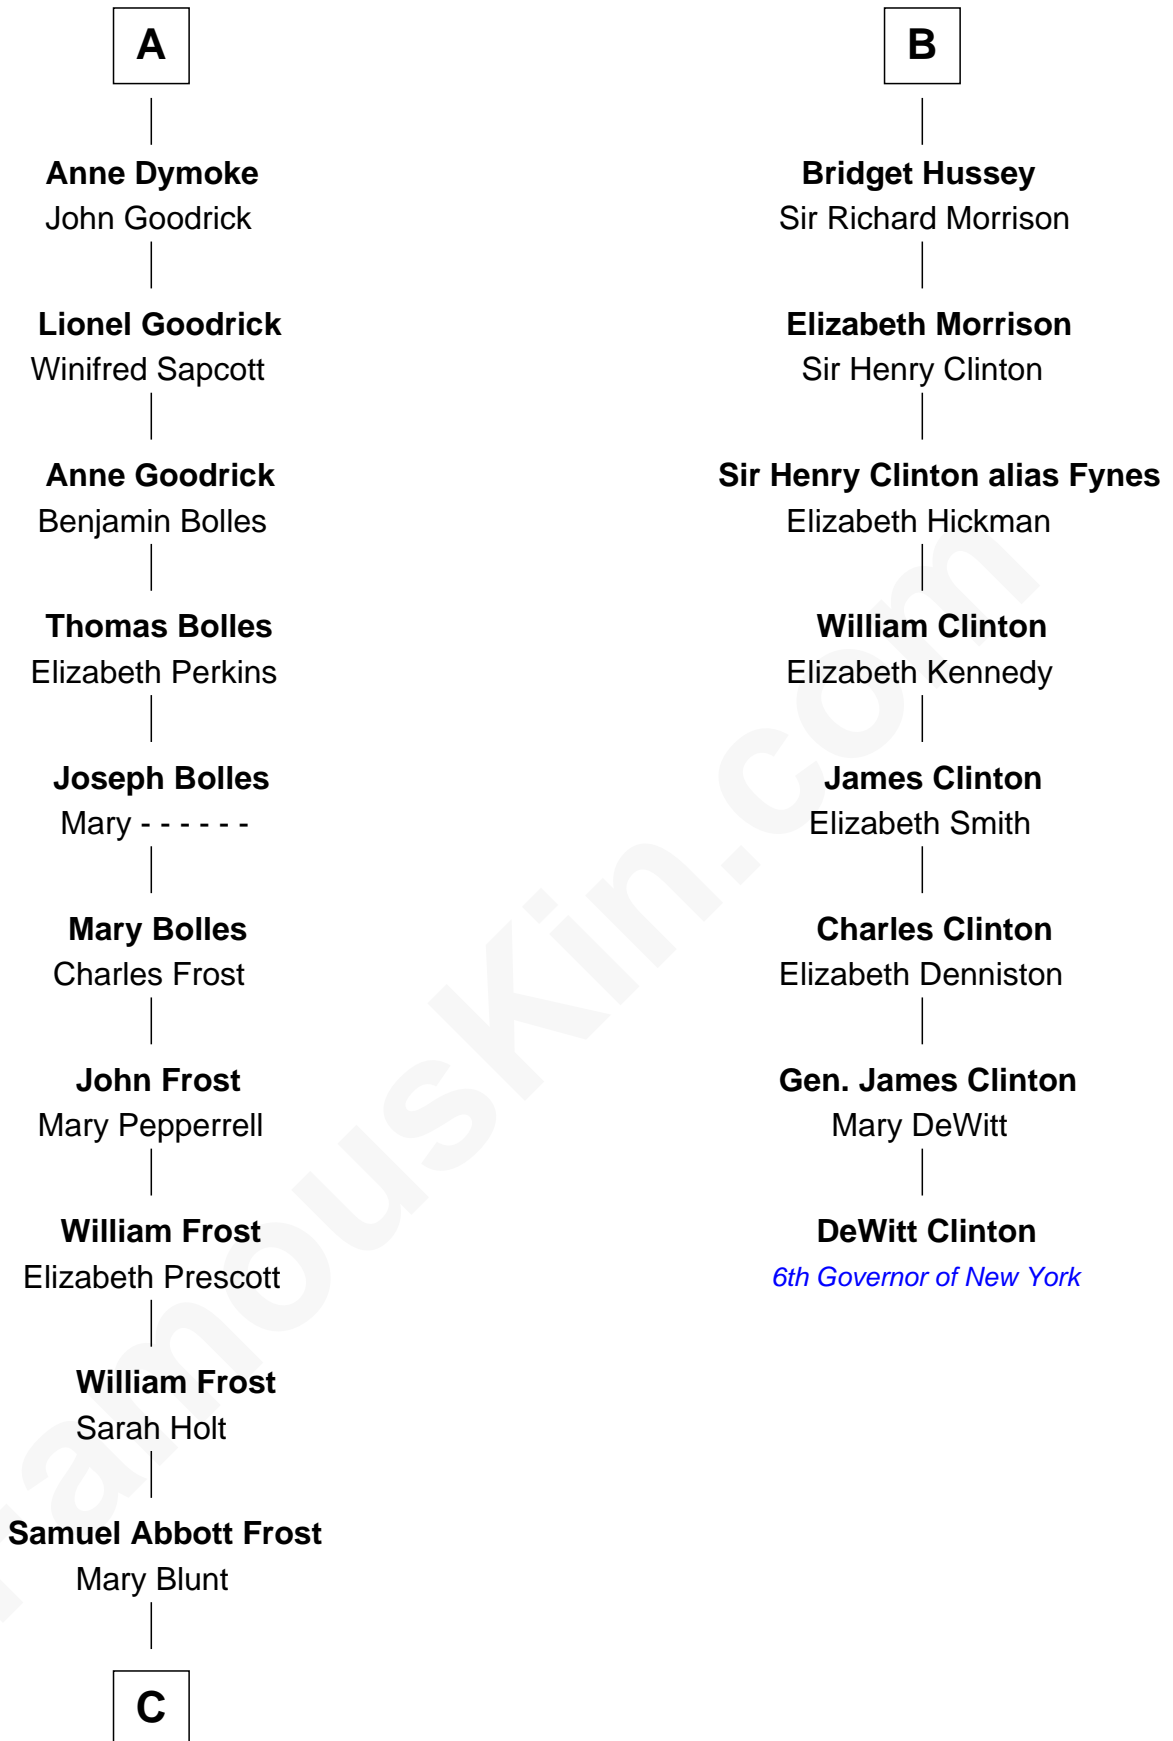 A
Anne Dymoke
John Goodrick
Lionel Goodrick
Winifred Sapcott
Anne Goodrick
Benjamin Bolles
Thomas Bolles
Elizabeth Perkins
Joseph Bolles
Mary - - - - - -
Mary Bolles
Charles Frost
John Frost
Mary Pepperrell
William Frost
Elizabeth Prescott
William Frost
Sarah Holt
Samuel Abbott Frost
Mary Blunt
C
B
Bridget Hussey
Sir Richard Morrison
Elizabeth Morrison
Sir Henry Clinton
Sir Henry Clinton alias Fynes
Elizabeth Hickman
William Clinton
Elizabeth Kennedy
James Clinton
Elizabeth Smith
Charles Clinton
Elizabeth Denniston
Gen. James Clinton
Mary DeWitt
DeWitt Clinton
6th Governor of New York
FamousKin.com